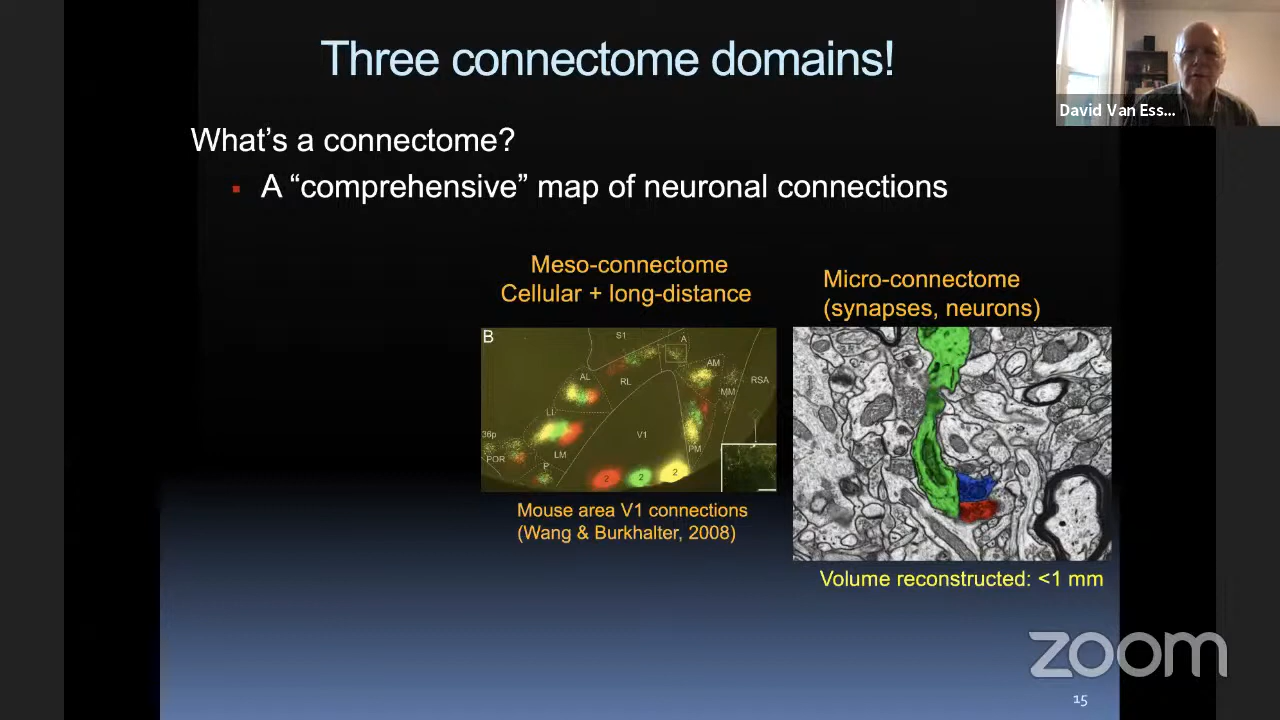 Three connectome domains!
David Van Ess...
What's a connectome?
▪ A “comprehensive” map of neuronal connections
Meso-connectome
Cellular + long-distance
Micro-connectome
(synapses, neurons)
B
S1
A
AL
RL
AM
MM
RSA
LI
36p
V1
POR
LM
P
PM
2
2
2
Mouse area V1 connections
(Wang & Burkhalter, 2008)
Volume reconstructed: <1 mm
zoom
15